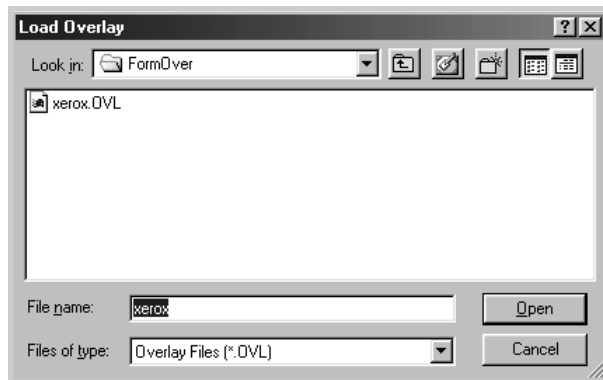 Load Overlay
Look in: FormOver
xerox.OVL
File name: xerox Open
Files of type: Overlay Files (*.OVL) Cancel